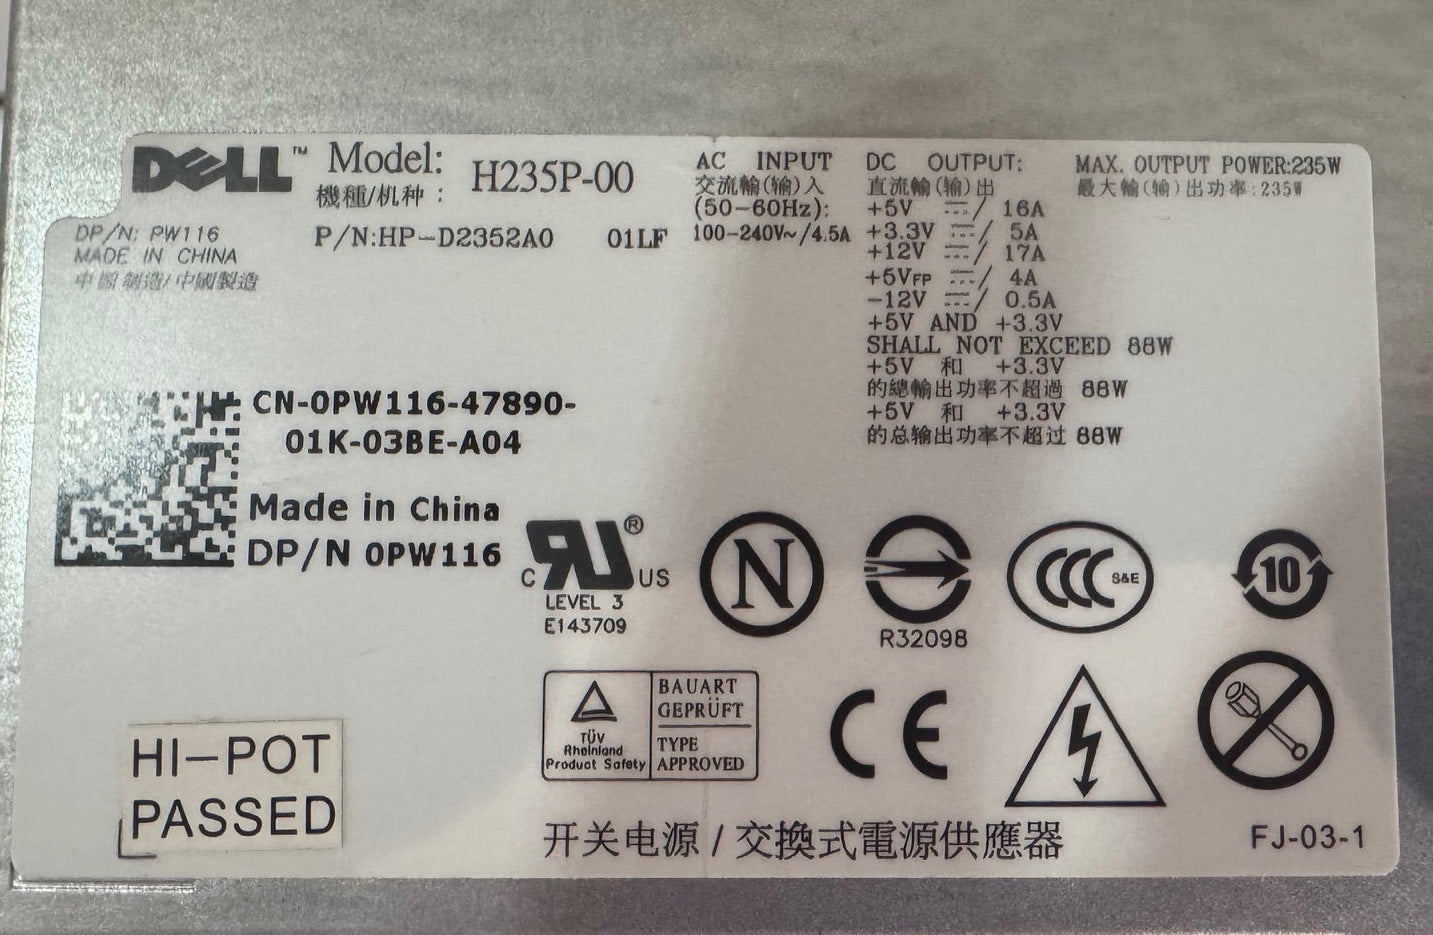 DELL™ Model: H235P-00
機種/机种:
DP/N: PW116
MADE IN CHINA
中国制造/中國製造
P/N:HP-D2352A0 01LF
AC INPUT
交流輸(输)入
(50-60Hz):
100-240V~/4.5A
DC OUTPUT:
直流輸(输)出
+5V ⎓/ 16A
+3.3V ⎓/ 5A
+12V ⎓/ 17A
+5VFP ⎓/ 4A
-12V ⎓/ 0.5A
+5V AND +3.3V
SHALL NOT EXCEED 88W
+5V 和 +3.3V
的總輸出功率不超過 88W
+5V 和 +3.3V
的总输出功率不超过 88W
MAX. OUTPUT POWER:235W
最大輸(输)出功率:235W
CN-0PW116-47890-
01K-03BE-A04
Made in China
DP/N 0PW116
C RU® US
LEVEL 3
E143709
N
R32098
CCC S&E
10
TÜV
Rheinland
Product Safety
BAUART
GEPRÜFT
TYPE
APPROVED
CE
HI-POT
PASSED
开关电源/交換式電源供應器
FJ-03-1